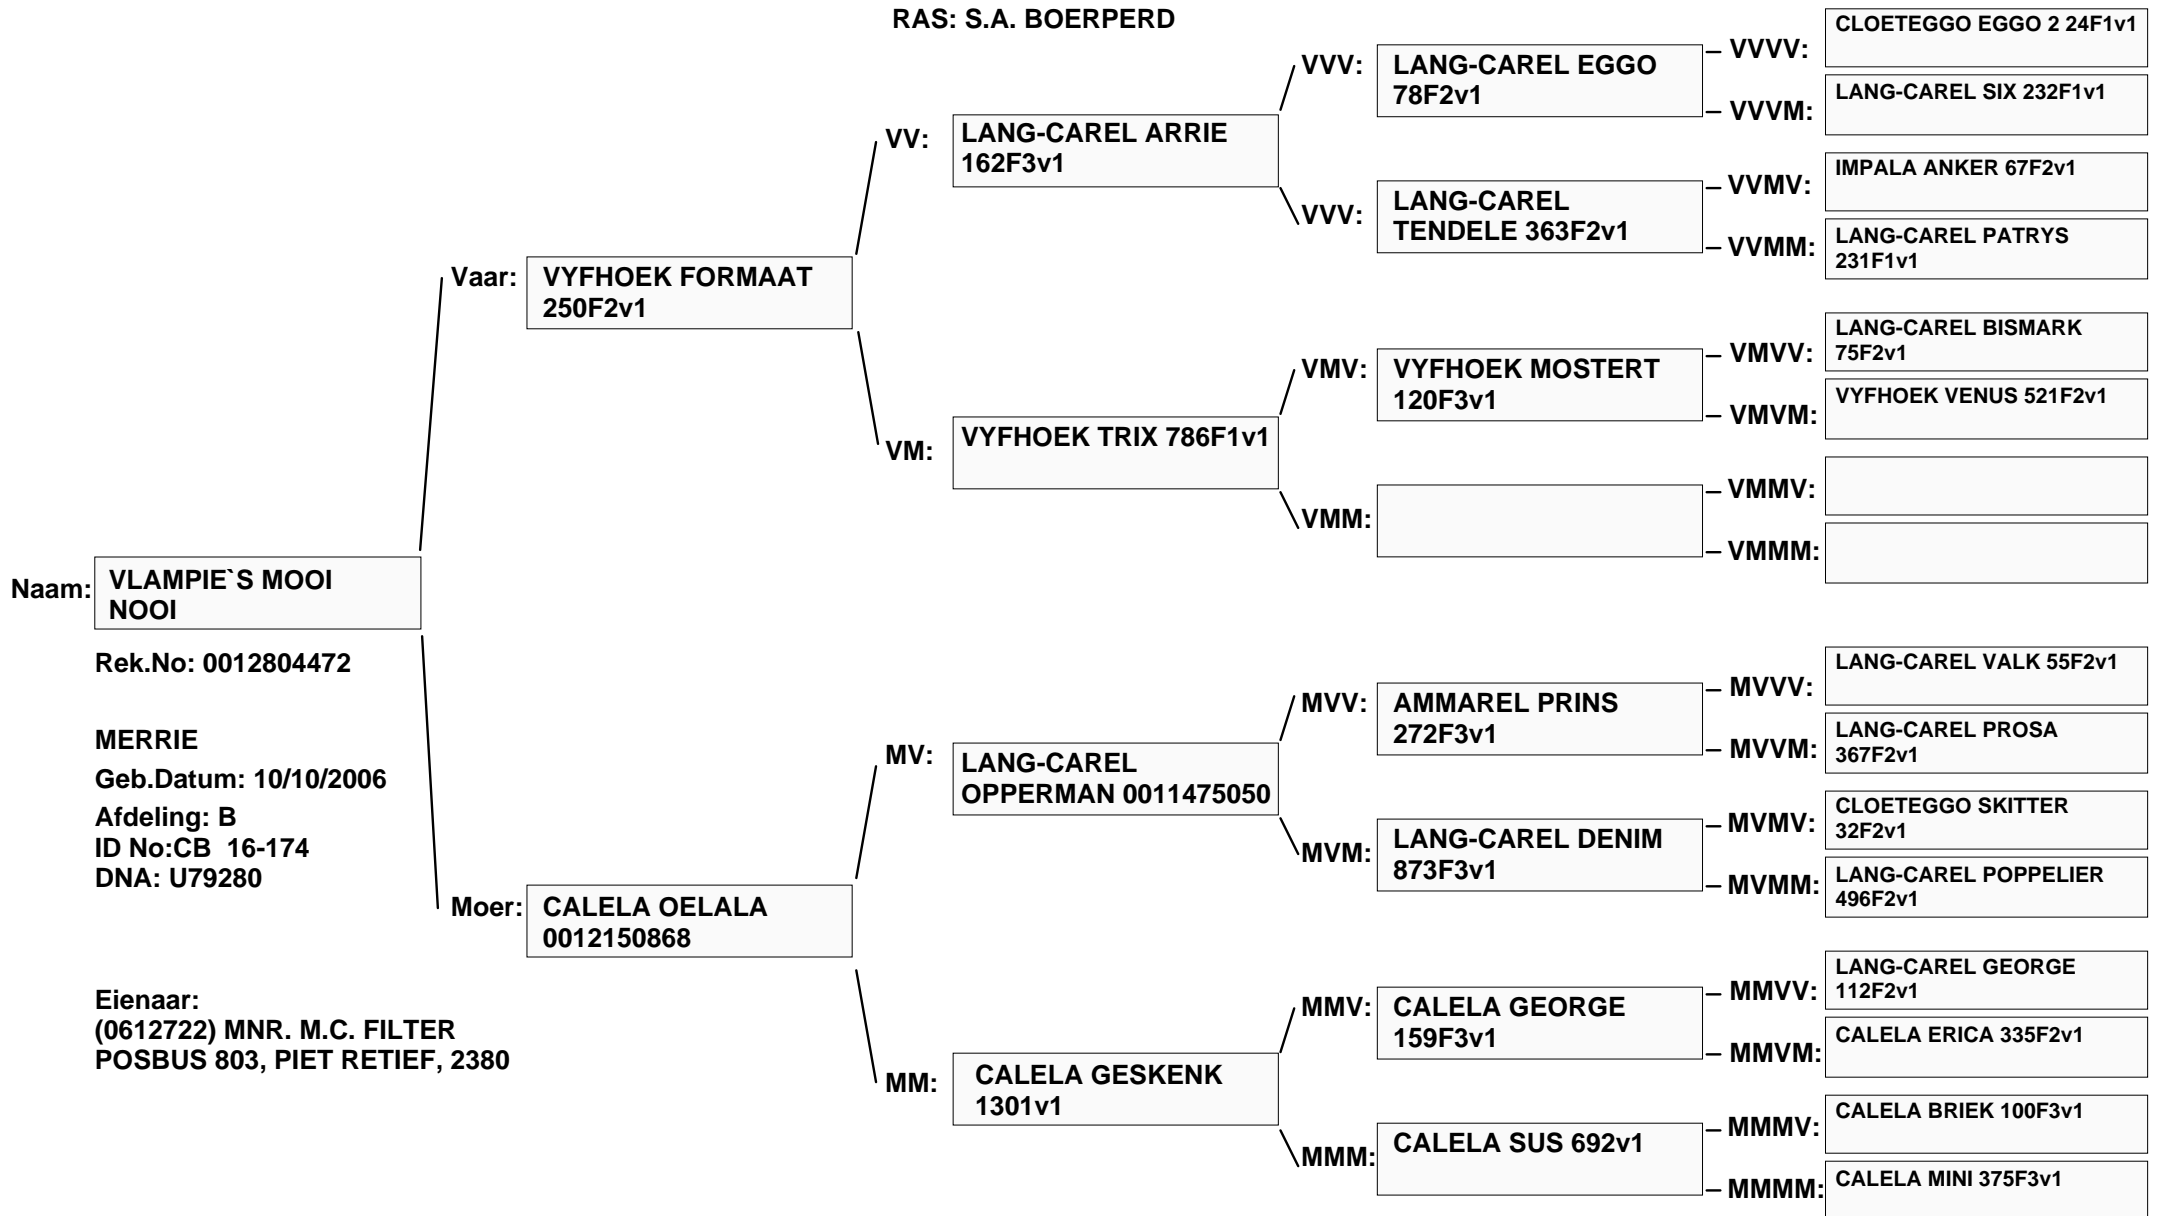 RAS: S.A. BOERPERD
Naam:
VLAMPIE`S MOOI
NOOI
Rek.No: 0012804472
MERRIE
Geb.Datum: 10/10/2006
Afdeling: B
ID No:CB  16-174
DNA: U79280
Eienaar:
(0612722) MNR. M.C. FILTER
POSBUS 803, PIET RETIEF, 2380
Vaar:
VYFHOEK FORMAAT
250F2v1
Moer:
CALELA OELALA
0012150868
VV:
LANG-CAREL ARRIE
162F3v1
VM:
VYFHOEK TRIX 786F1v1
MV:
LANG-CAREL
OPPERMAN 0011475050
MM:
CALELA GESKENK
1301v1
VVV:
LANG-CAREL EGGO
78F2v1
VVV:
LANG-CAREL
TENDELE 363F2v1
VMV:
VYFHOEK MOSTERT
120F3v1
VMM:
MVV:
AMMAREL PRINS
272F3v1
MVM:
LANG-CAREL DENIM
873F3v1
MMV:
CALELA GEORGE
159F3v1
MMM:
CALELA SUS 692v1
VVVV:
CLOETEGGO EGGO 2 24F1v1
VVVM:
LANG-CAREL SIX 232F1v1
VVMV:
IMPALA ANKER 67F2v1
VVMM:
LANG-CAREL PATRYS
231F1v1
VMVV:
LANG-CAREL BISMARK
75F2v1
VMVM:
VYFHOEK VENUS 521F2v1
VMMV:
VMMM:
MVVV:
LANG-CAREL VALK 55F2v1
MVVM:
LANG-CAREL PROSA
367F2v1
MVMV:
CLOETEGGO SKITTER
32F2v1
MVMM:
LANG-CAREL POPPELIER
496F2v1
MMVV:
LANG-CAREL GEORGE
112F2v1
MMVM:
CALELA ERICA 335F2v1
MMMV:
CALELA BRIEK 100F3v1
MMMM:
CALELA MINI 375F3v1